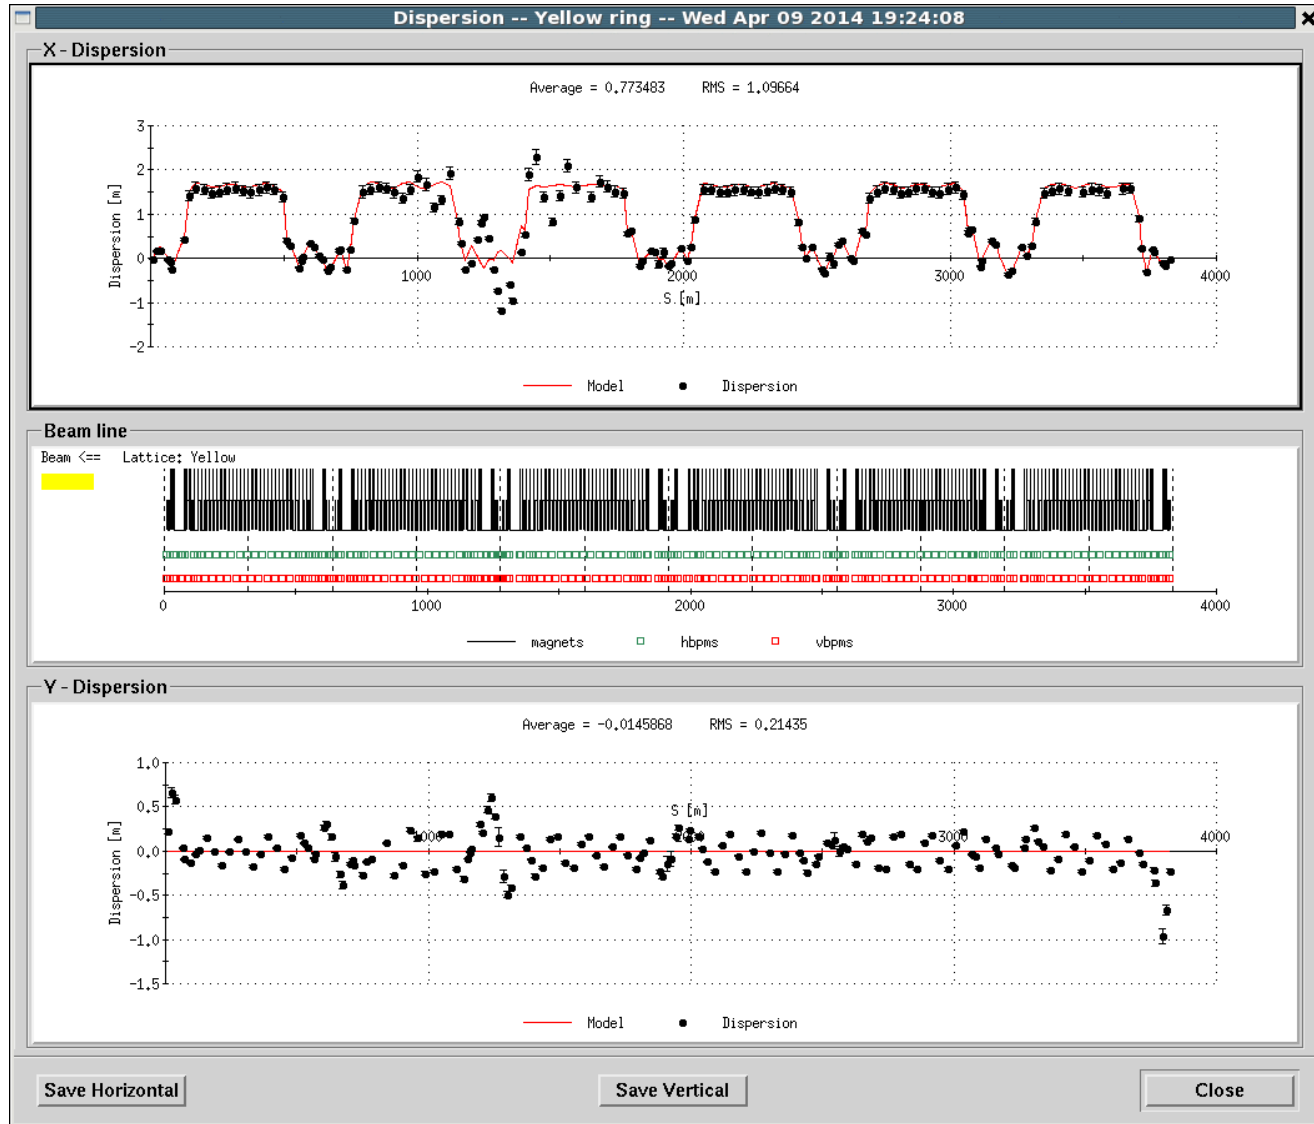 Dispersion -- Yellow ring -- Wed Apr 09 2014 19:24:08
X - Dispersion
Average = 0.773483 RMS = 1.09664
3
2
1
0
-1
-2
Dispersion [m]
1000 2000 3000 4000
S [m]
Model Dispersion
Beam line
Beam <== Lattice: Yellow
0 1000 2000 3000 4000
magnets hbpms vbpms
Y - Dispersion
Average = -0.0145868 RMS = 0.21435
1.0
0.5
0.0
-0.5
-1.0
-1.5
Dispersion [m]
S [m]
1000 2000 3000 4000
Model Dispersion
Save Horizontal Save Vertical Close